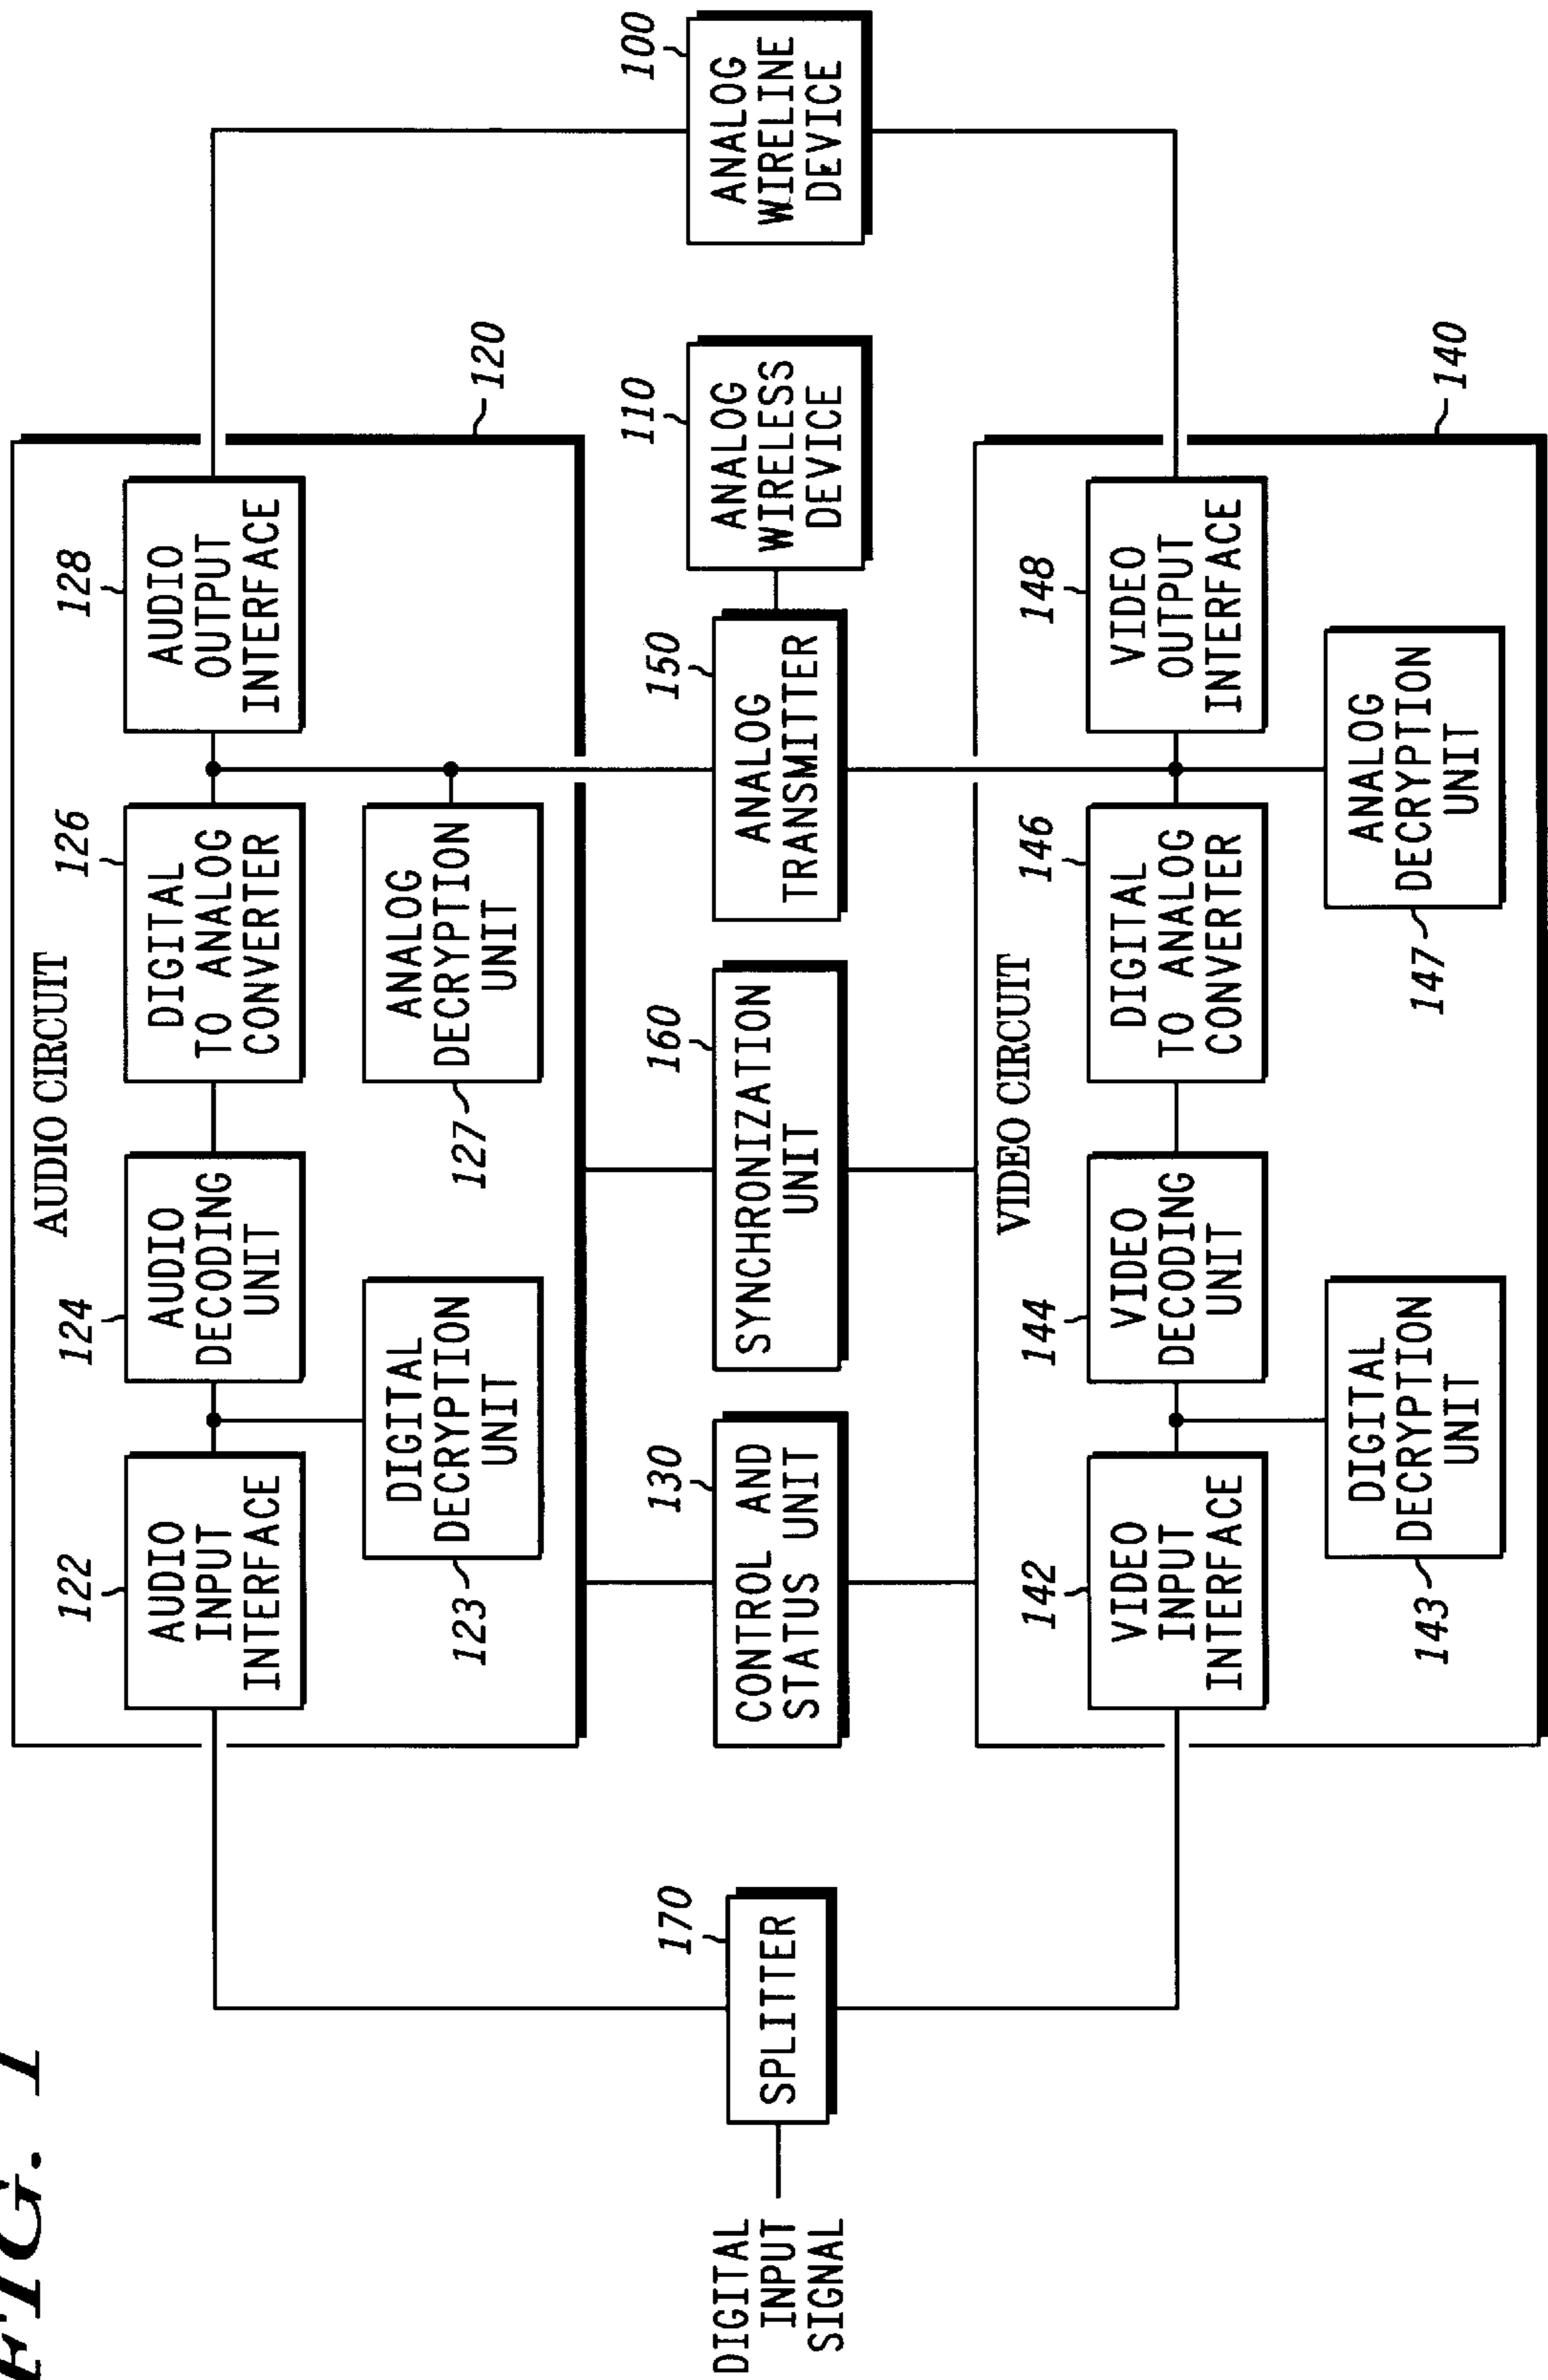 FIG. 1
AUDIO CIRCUIT
122
AUDIO
INPUT
INTERFACE
124
AUDIO
DECODING
UNIT
126
DIGITAL
TO ANALOG
CONVERTER
128
AUDIO
OUTPUT
INTERFACE
DIGITAL
DECRYPTION
UNIT
123
ANALOG
DECRYPTION
UNIT
127
120
DIGITAL
INPUT
SIGNAL
170
SPLITTER
130
CONTROL AND
STATUS UNIT
160
SYNCHRONIZATION
UNIT
150
ANALOG
TRANSMITTER
110
ANALOG
WIRELESS
DEVICE
100
ANALOG
WIRELINE
DEVICE
VIDEO CIRCUIT
142
VIDEO
INPUT
INTERFACE
144
VIDEO
DECODING
UNIT
146
DIGITAL
TO ANALOG
CONVERTER
148
VIDEO
OUTPUT
INTERFACE
140
DIGITAL
DECRYPTION
UNIT
143
ANALOG
DECRYPTION
UNIT
147